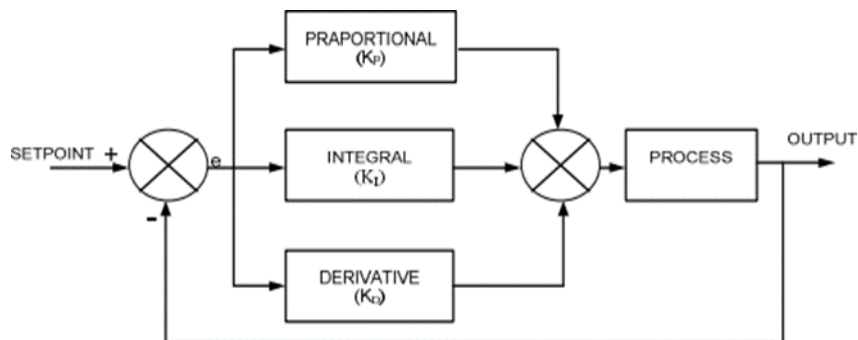 PRAPORTIONAL
(KP)
SETPOINT +
e
-
INTEGRAL
(KI)
DERIVATIVE
(KD)
PROCESS
OUTPUT